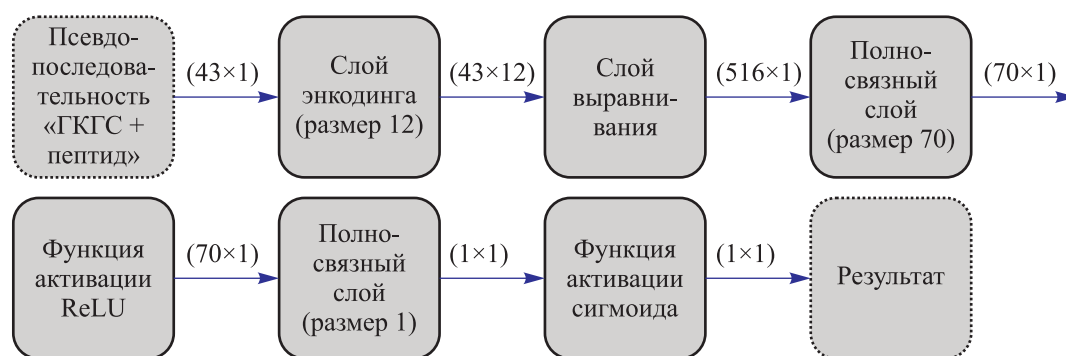 Псевдо-
последова-
тельность
«ГКГС +
пептид»
(43×1)
Слой
энкодинга
(размер 12)
(43×12)
Слой
выравни-
вания
(516×1)
Полно-
связный
слой
(размер 70)
(70×1)
Функция
активации
ReLU
(70×1)
Полно-
связный
слой
(размер 1)
(1×1)
Функция
активации
сигмоида
(1×1)
Результат